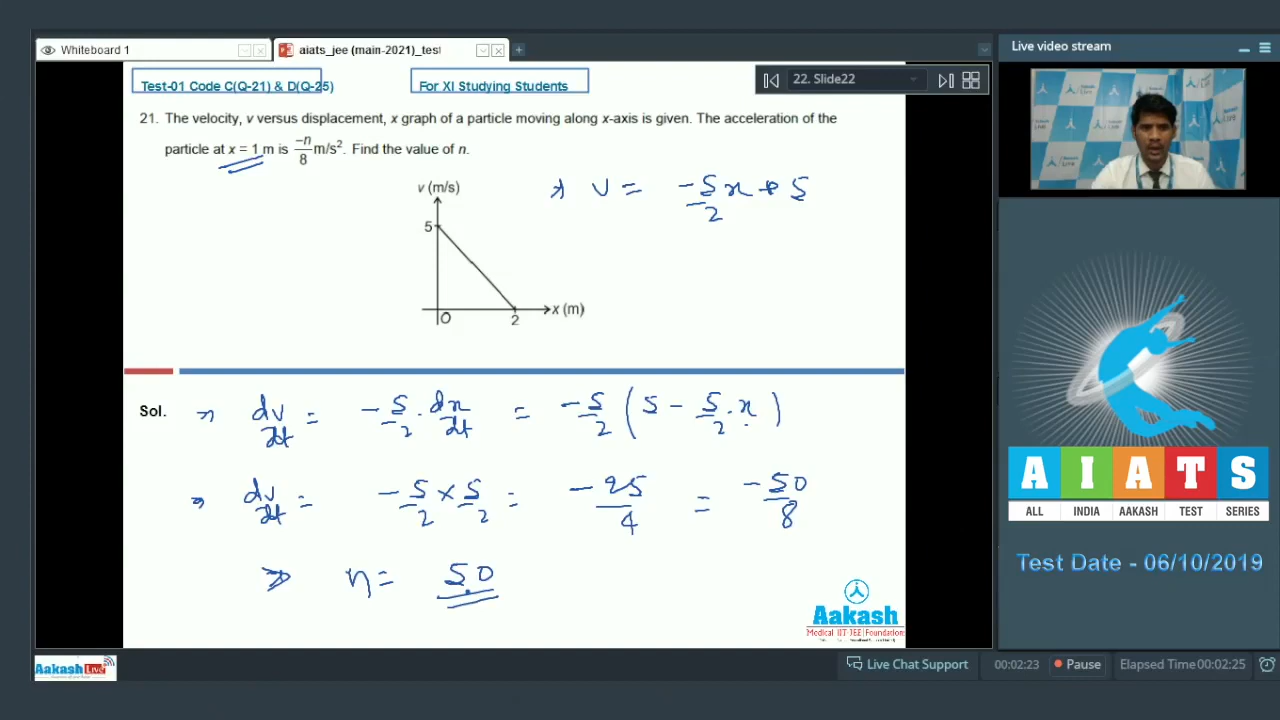 Whiteboard 1
aiats_jee (main-2021)_test
Live video stream
Test-01 Code C(Q-21) & D(Q-25)
For XI Studying Students
22. Slide22
21. The velocity, v versus displacement, x graph of a particle moving along x-axis is given. The acceleration of the
particle at x = 1 m is -n/8 m/s². Find the value of n.
v (m/s)
5
O
2
x (m)
⇒ v = -5/2 x + 5
Sol.
⇒ dv/dt = -5/2 · dx/dt = -5/2 (5 - 5/2 · x)
⇒ dv/dt = -5/2 × 5/2 = -25/4 = -50/8
⇒ n = 50
AIATS
ALL INDIA AAKASH TEST SERIES
Test Date - 06/10/2019
Aakash
Medical IIT-JEE Foundations
Aakash Live
Live Chat Support
00:02:23
Pause
Elapsed Time 00:02:25